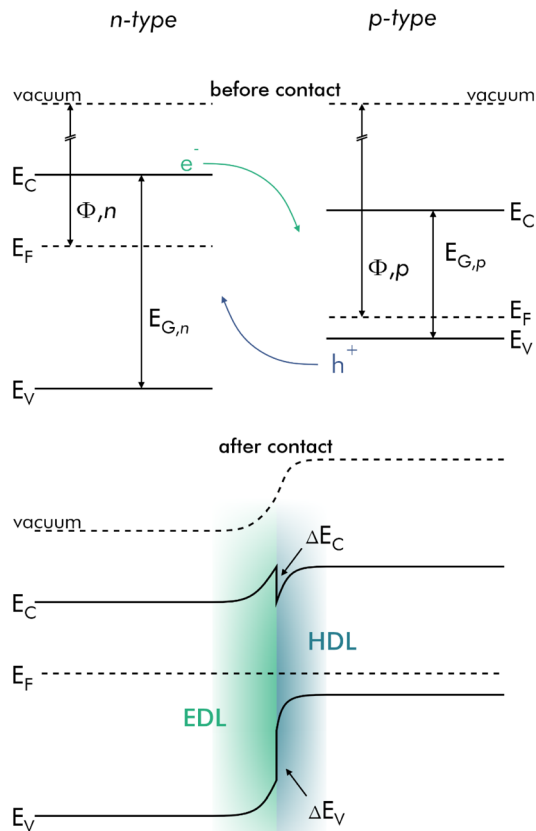 n-type p-type
vacuum before contact vacuum
e⁻
E_C
Φ,n
E_C
E_F
E_G,p
Φ,p
E_G,n
E_F
E_V
h⁺
E_V
after contact
vacuum
ΔE_C
E_C
HDL
E_F
EDL
ΔE_V
E_V